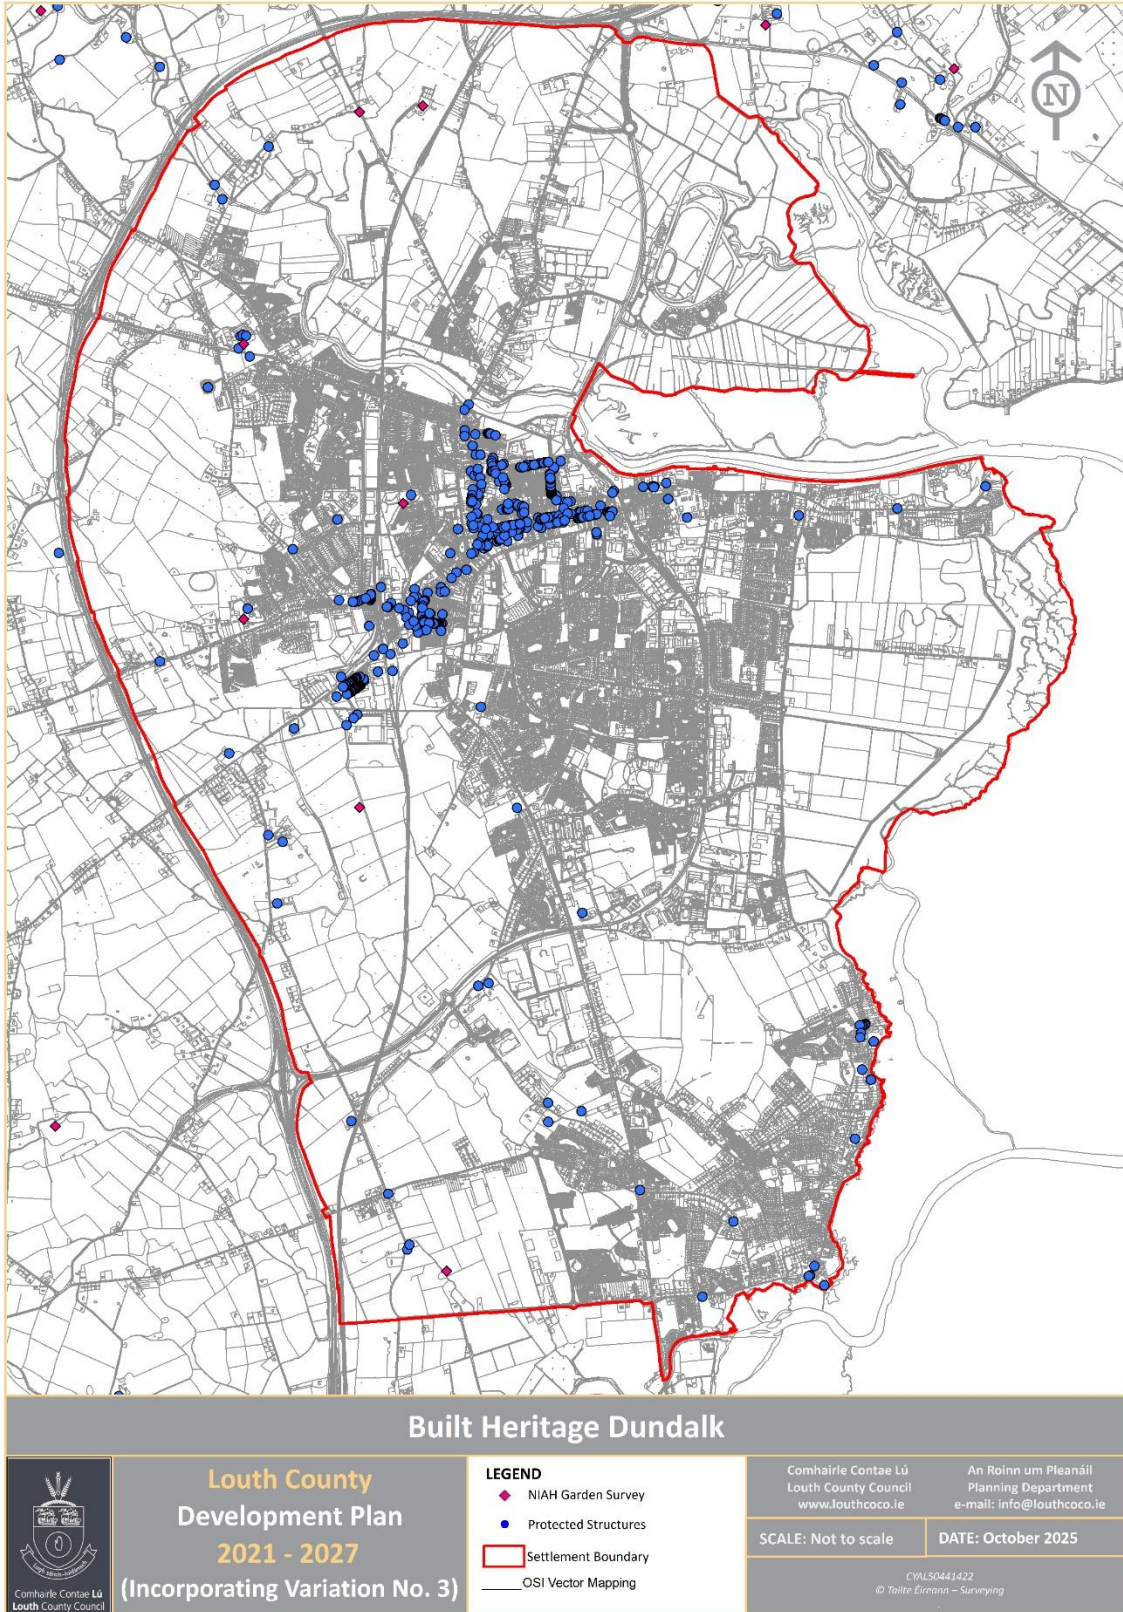 N
Built Heritage Dundalk
Comhairle Contae Lú
Louth County Council
Louth County
Development Plan
2021 - 2027
(Incorporating Variation No. 3)
LEGEND
NIAH Garden Survey
Protected Structures
Settlement Boundary
OSI Vector Mapping
Comhairle Contae Lú
Louth County Council
www.louthcoco.ie
An Roinn um Pleanáil
Planning Department
e-mail: info@louthcoco.ie
SCALE: Not to scale
DATE: October 2025
CYAL50441422
© Tailte Éireann – Surveying